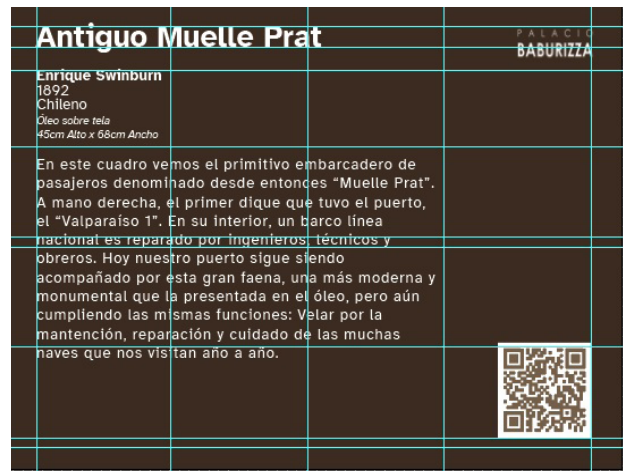 Antiguo Muelle Prat
PALACIO
BABURIZZA
Enrique Swinburn
1892
Chileno
Óleo sobre tela
45cm Alto x 68cm Ancho
En este cuadro vemos el primitivo embarcadero de
pasajeros denominado desde entonces “Muelle Prat”.
A mano derecha, el primer dique que tuvo el puerto,
el “Valparaíso 1”. En su interior, un barco línea
nacional es reparado por ingenieros, técnicos y
obreros. Hoy nuestro puerto sigue siendo
acompañado por esta gran faena, una más moderna y
monumental que la presentada en el óleo, pero aún
cumpliendo las mismas funciones: Velar por la
mantención, reparación y cuidado de las muchas
naves que nos visitan año a año.